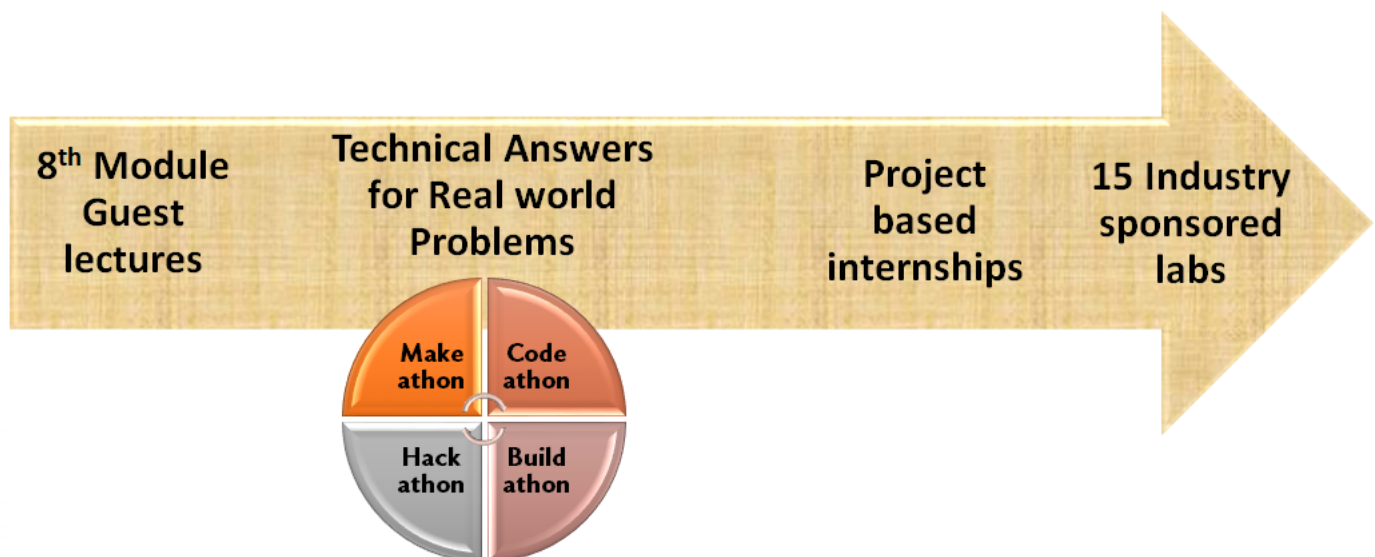 8th Module
Guest
lectures
Technical Answers
for Real world
Problems
Make
athon
Code
athon
Hack
athon
Build
athon
Project
based
internships
15 Industry
sponsored
labs